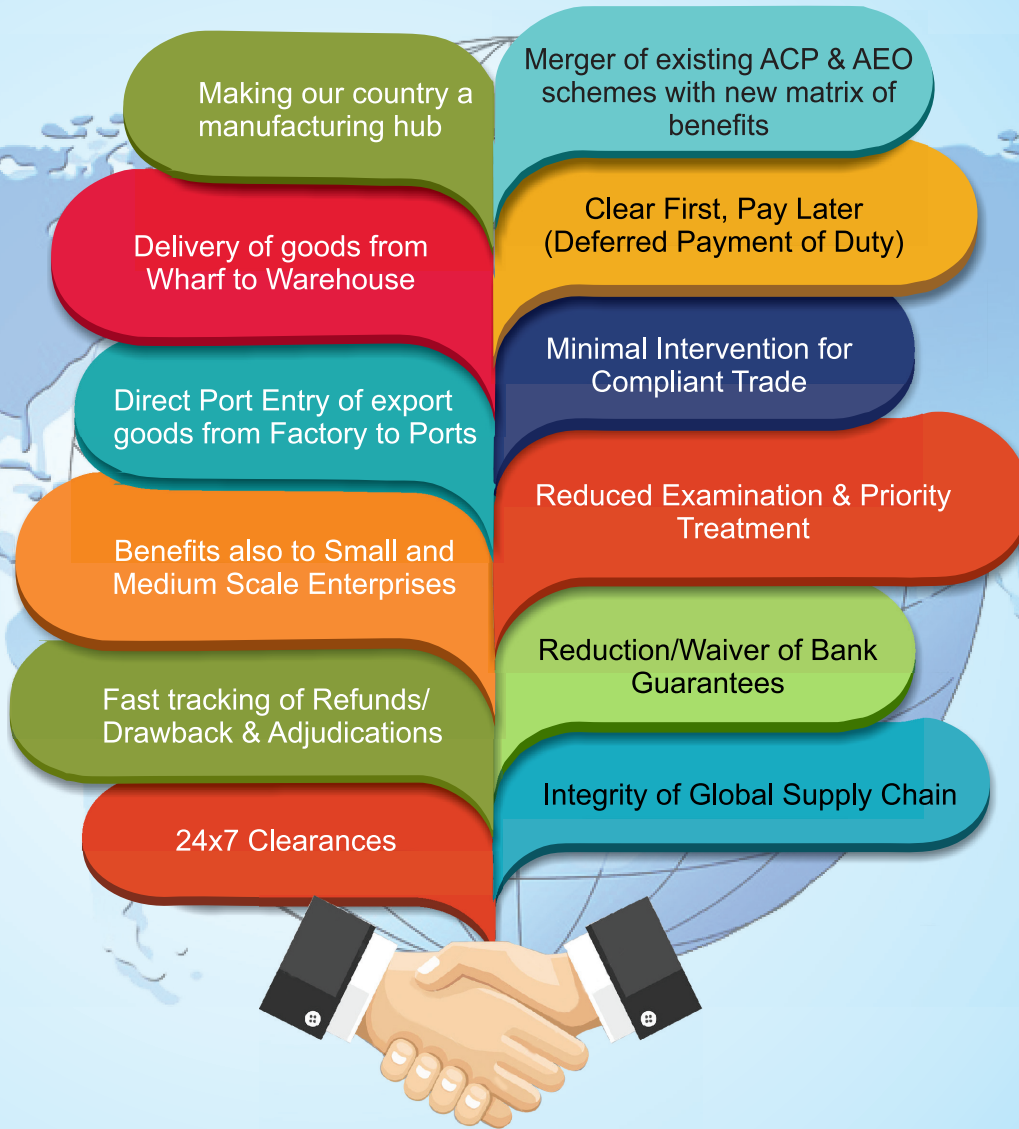 Making our country a
manufacturing hub
Merger of existing ACP & AEO
schemes with new matrix of
benefits
Delivery of goods from
Wharf to Warehouse
Clear First, Pay Later
(Deferred Payment of Duty)
Direct Port Entry of export
goods from Factory to Ports
Minimal Intervention for
Compliant Trade
Benefits also to Small and
Medium Scale Enterprises
Reduced Examination & Priority
Treatment
Fast tracking of Refunds/
Drawback & Adjudications
Reduction/Waiver of Bank
Guarantees
24x7 Clearances
Integrity of Global Supply Chain